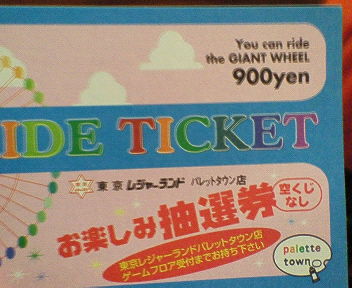 You can ride
the GIANT WHEEL
900yen
IDE TICKET
東京レジャーランド パレットタウン店
お楽しみ抽選券
空くじ
なし
東京レジャーランドパレットタウン店
ゲームフロア受付までお持ち下さい
palette
town